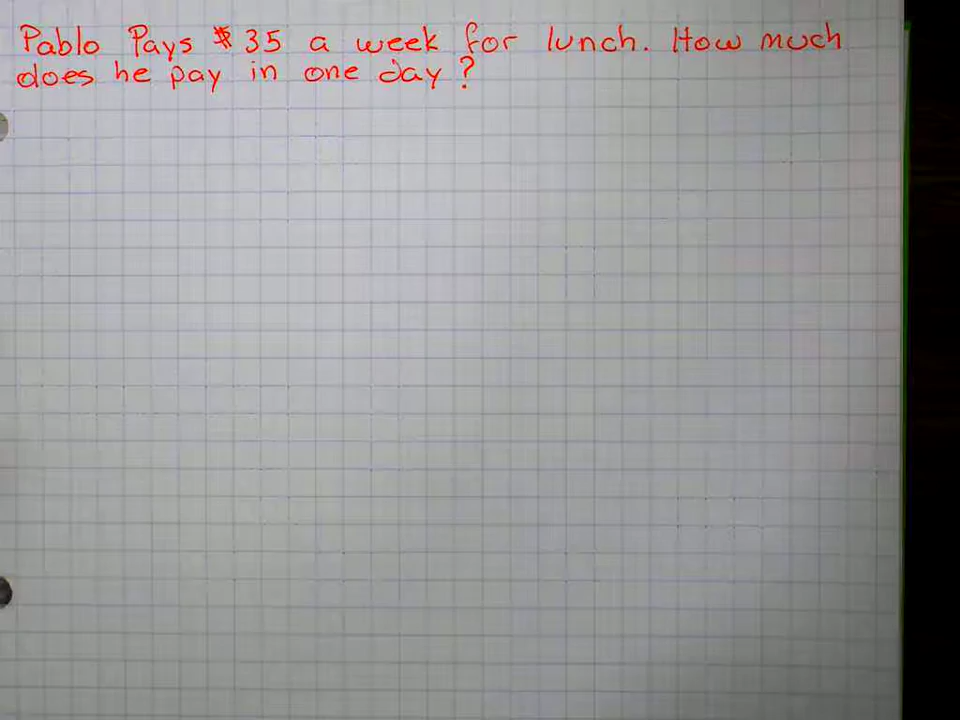 Pablo Pays $35 a week for lunch. How much
does he pay in one day?